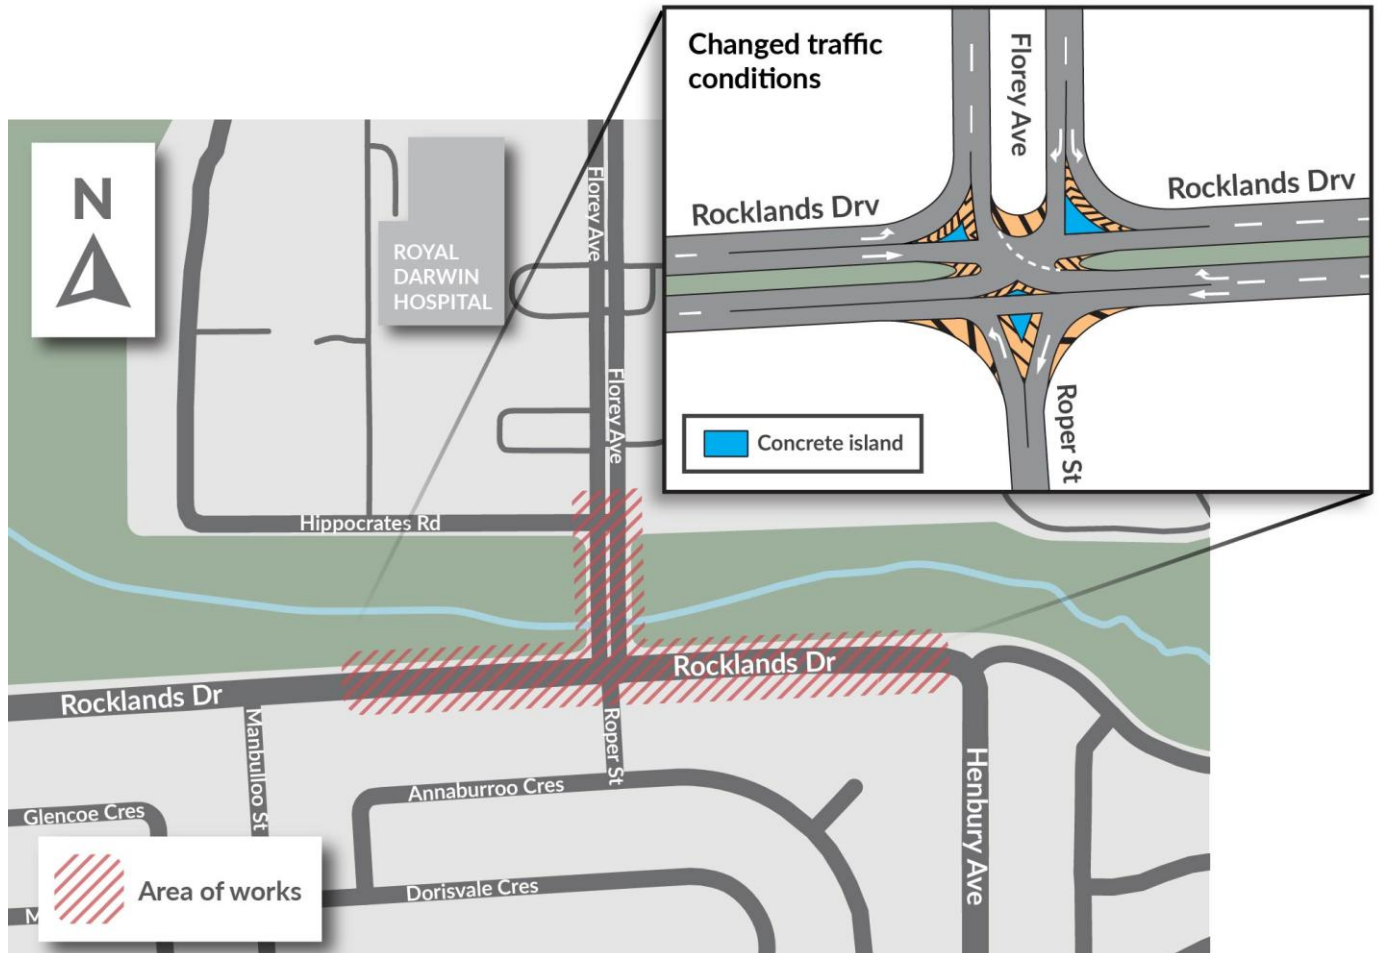 Changed traffic
conditions
Florey Ave
Rocklands Drv
Rocklands Drv
Roper St
Concrete island
N
ROYAL
DARWIN
HOSPITAL
Florey Ave
Florey Ave
Hippocrates Rd
Rocklands Dr
Rocklands Dr
Manbulloo St
Roper St
Henbury Ave
Annaburroo Cres
Glencoe Cres
Dorisvale Cres
Area of works
M